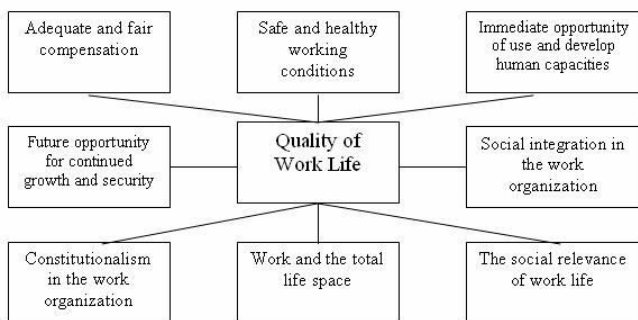 Adequate and fair
compensation
Safe and healthy
working
conditions
Immediate opportunity
of use and develop
human capacities
Future opportunity
for continued
growth and security
Quality of
Work Life
Social integration in
the work
organization
Constitutionalism
in the work
organization
Work and the total
life space
The social relevance
of work life